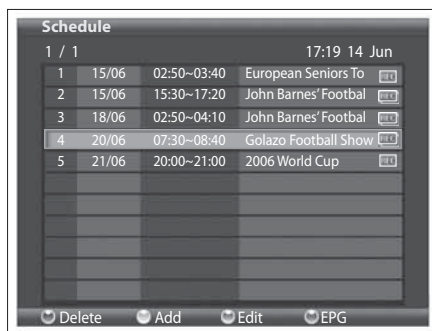 Schedule
1 / 1 17:19 14 Jun
1 15/06 02:50~03:40 European Seniors To
2 15/06 15:30~17:20 John Barnes' Footbal
3 18/06 02:50~04:10 John Barnes' Footbal
4 20/06 07:30~08:40 Golazo Football Show
5 21/06 20:00~21:00 2006 World Cup
Delete Add Edit EPG